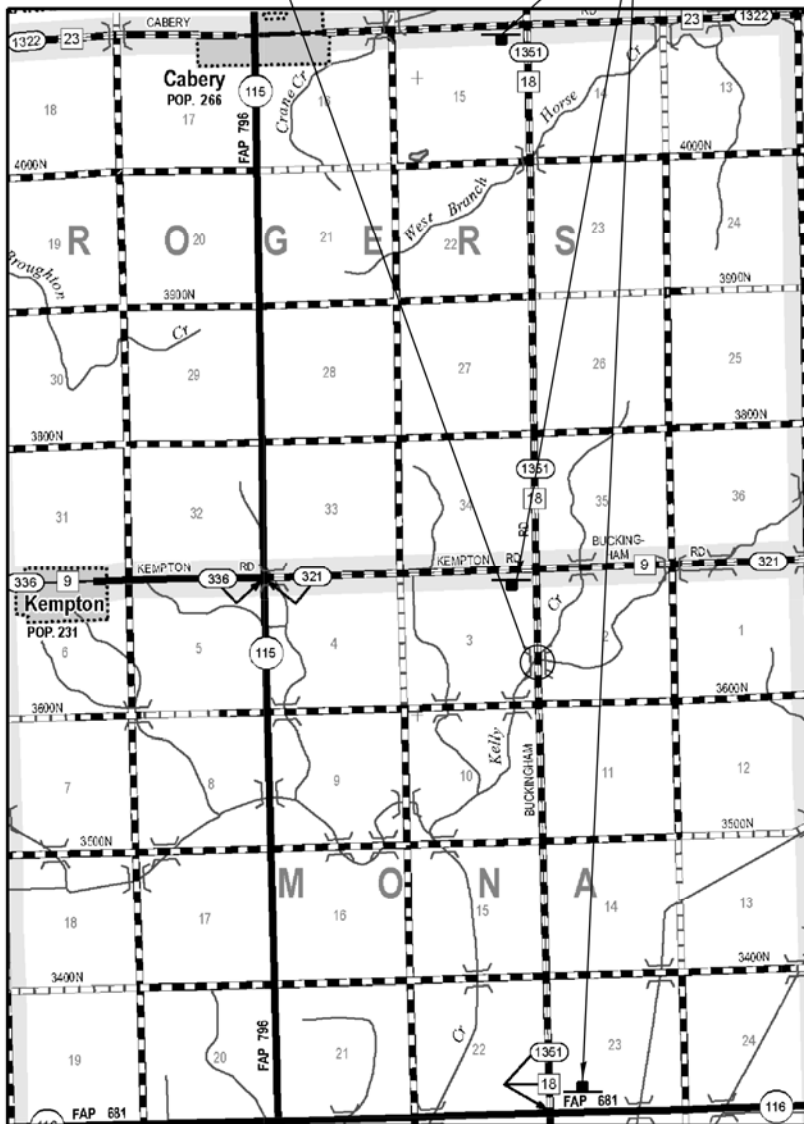 CABERY
RD
1322
23
23
1322
Cabery
POP. 266
115
FAP 796
1351
18
Crane Cr
Horse
Cr
18
17
16
15
14
13
4000N
4000N
West Branch
R O G E R S
19
20
21
22
23
24
Broughton
Cr
3900N
3900N
30
29
28
27
26
25
3800N
3800N
1351
18
31
32
33
34
35
36
RD
336
9
KEMPTON
RD
336
321
KEMPTON
RD
BUCKING-
HAM
9
RD
321
Kempton
POP. 231
Cr
6
5
115
4
3
2
1
3600N
3600N
Kelly
BUCKINGHAM
7
8
9
10
11
12
3500N
3500N
M O N A
18
17
16
15
14
13
3400N
3400N
FAP 796
Cr
19
20
21
22
23
24
1351
18
FAP 681
FAP 681
116